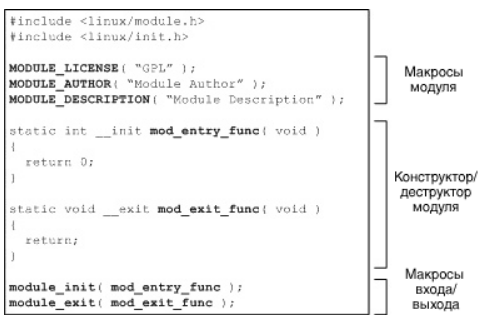 #include <linux/module.h>
#include <linux/init.h>
MODULE_LICENSE( "GPL" );
MODULE_AUTHOR( "Module Author" );
MODULE_DESCRIPTION( "Module Description" );
Макросы
модуля
static int __init mod_entry_func( void )
{
return 0;
}
static void __exit mod_exit_func( void )
{
return;
}
Конструктор/
деструктор
модуля
module_init( mod_entry_func );
module_exit( mod_exit_func );
Макросы
входа/
выхода